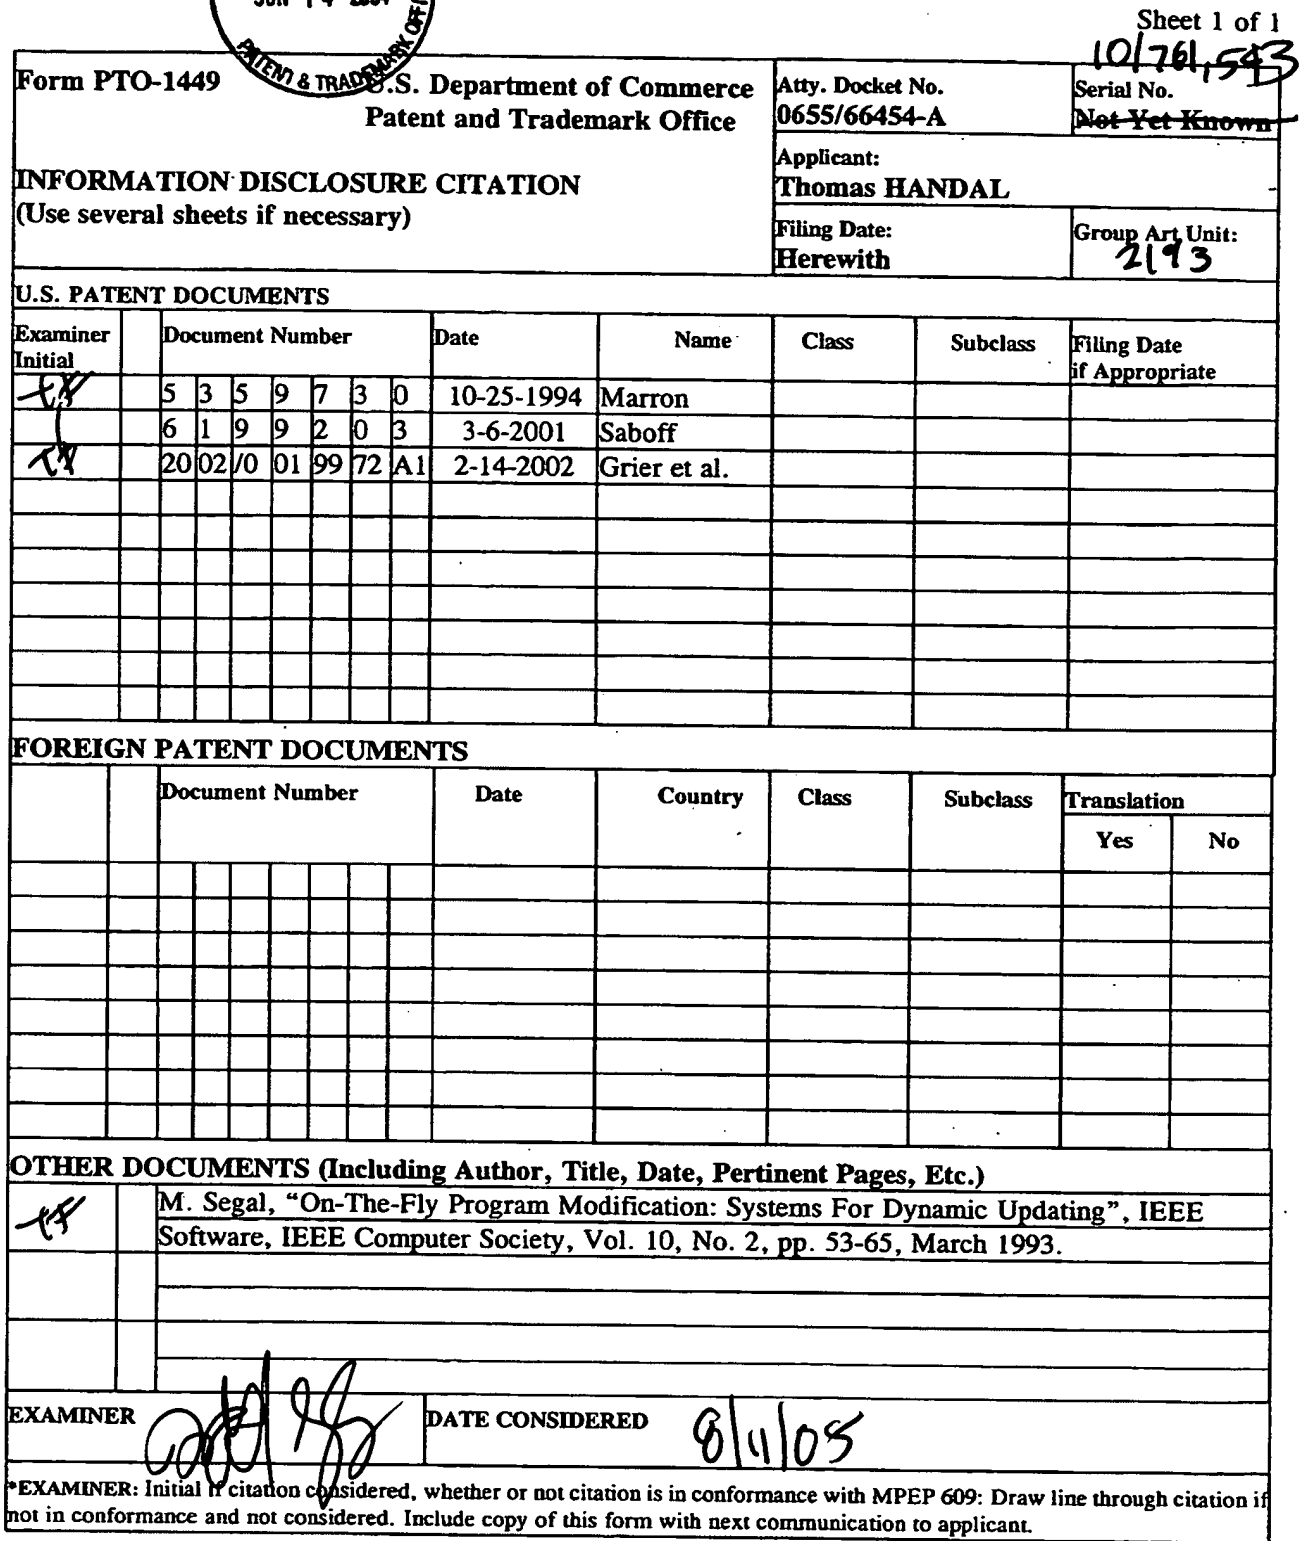 Sheet 1 of 1
10/761,543
PATENT & TRADEMARK OFF
Form PTO-1449
U.S. Department of Commerce
Patent and Trademark Office
Atty. Docket No.
0655/66454-A
Serial No.
Not Yet Known
INFORMATION DISCLOSURE CITATION
(Use several sheets if necessary)
Applicant:
Thomas HANDAL
Filing Date:
Herewith
Group Art Unit:
2193
U.S. PATENT DOCUMENTS
Examiner Initial Document Number Date Name Class Subclass Filing Date if Appropriate
5 3 5 9 7 3 0 10-25-1994 Marron
6 1 9 9 2 0 3 3-6-2001 Saboff
20 02 /0 01 99 72 A1 2-14-2002 Grier et al.
FOREIGN PATENT DOCUMENTS
Document Number Date Country Class Subclass Translation
Yes No
OTHER DOCUMENTS (Including Author, Title, Date, Pertinent Pages, Etc.)
M. Segal, “On-The-Fly Program Modification: Systems For Dynamic Updating”, IEEE
Software, IEEE Computer Society, Vol. 10, No. 2, pp. 53-65, March 1993.
EXAMINER
DATE CONSIDERED 8/11/05
*EXAMINER: Initial if citation considered, whether or not citation is in conformance with MPEP 609: Draw line through citation if
not in conformance and not considered. Include copy of this form with next communication to applicant.